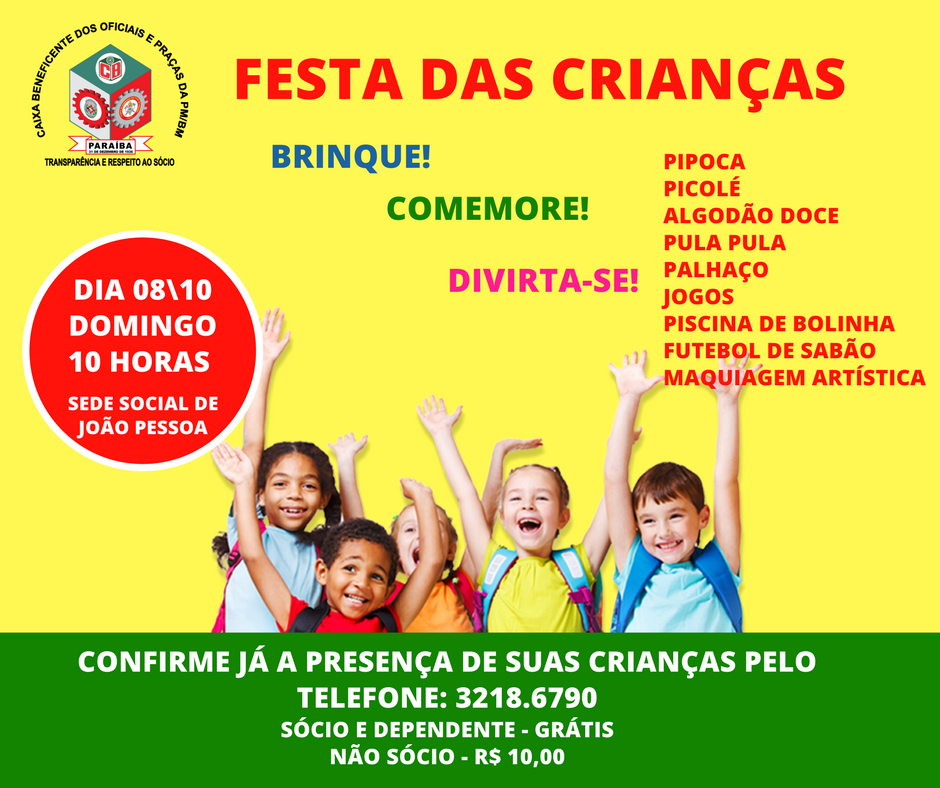 CAIXA BENEFICENTE DOS OFICIAIS E PRAÇAS DA PM/BM
CB
PARAÍBA
TRANSPARÊNCIA E RESPEITO AO SÓCIO
FESTA DAS CRIANÇAS
BRINQUE!
COMEMORE!
DIVIRTA-SE!
PIPOCA
PICOLÉ
ALGODÃO DOCE
PULA PULA
PALHAÇO
JOGOS
PISCINA DE BOLINHA
FUTEBOL DE SABÃO
MAQUIAGEM ARTÍSTICA
DIA 08\10
DOMINGO
10 HORAS
SEDE SOCIAL DE
JOÃO PESSOA
CONFIRME JÁ A PRESENÇA DE SUAS CRIANÇAS PELO
TELEFONE: 3218.6790
SÓCIO E DEPENDENTE - GRÁTIS
NÃO SÓCIO - R$ 10,00